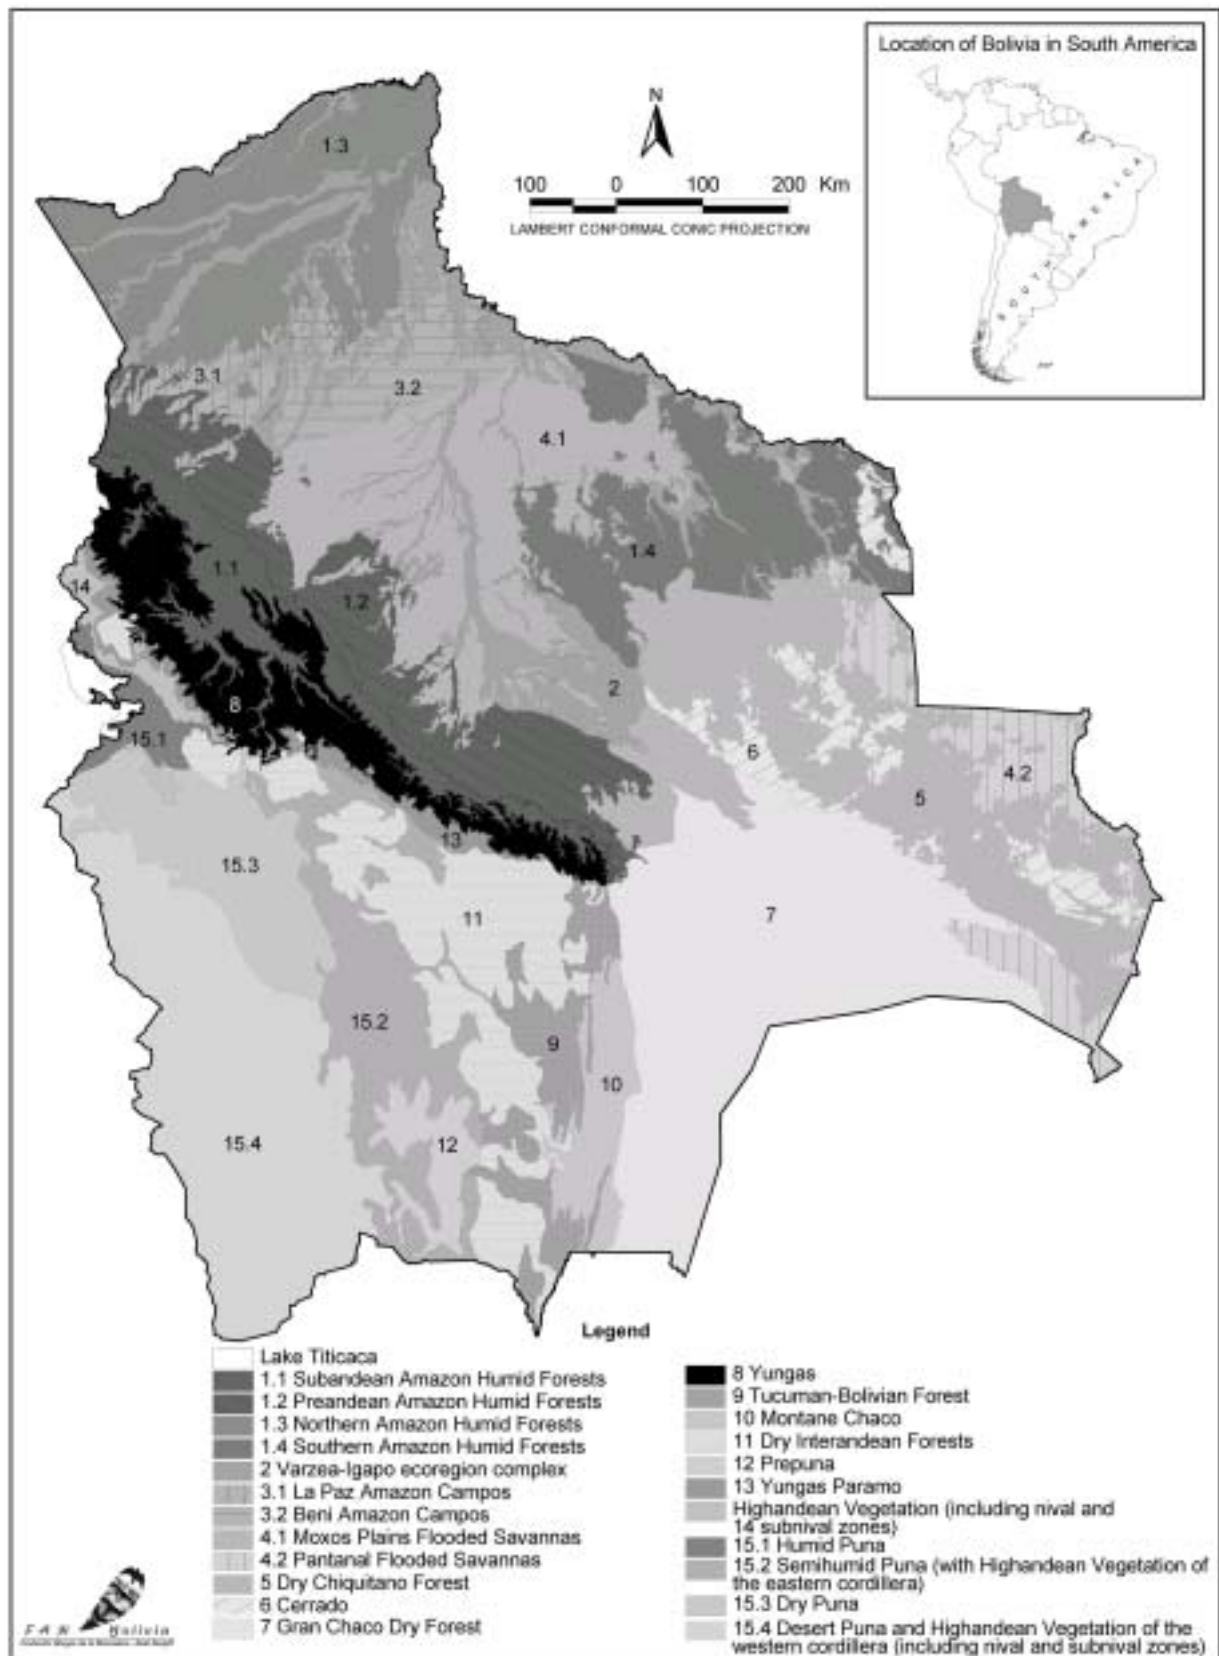 Location of Bolivia in South America
SOUTH AMERICA
N
100 0 100 200 Km
LAMBERT CONFORMAL CONIC PROJECTION
1.3
3.1
3.2
4.1
1.4
1.1
14
1.2
2
8
15.1
6
4.2
5
13
15.3
11
7
15.2
9
10
15.4
12
Legend
Lake Titicaca
1.1 Subandean Amazon Humid Forests
1.2 Preandean Amazon Humid Forests
1.3 Northern Amazon Humid Forests
1.4 Southern Amazon Humid Forests
2 Varzea-Igapo ecoregion complex
3.1 La Paz Amazon Campos
3.2 Beni Amazon Campos
4.1 Moxos Plains Flooded Savannas
4.2 Pantanal Flooded Savannas
5 Dry Chiquitano Forest
6 Cerrado
7 Gran Chaco Dry Forest
8 Yungas
9 Tucuman-Bolivian Forest
10 Montane Chaco
11 Dry Interandean Forests
12 Prepuna
13 Yungas Paramo
Highandean Vegetation (including nival and
14 subnival zones)
15.1 Humid Puna
15.2 Semihumid Puna (with Highandean Vegetation of
the eastern cordillera)
15.3 Dry Puna
15.4 Desert Puna and Highandean Vegetation of the
western cordillera (including nival and subnival zones)
FAN Bolivia